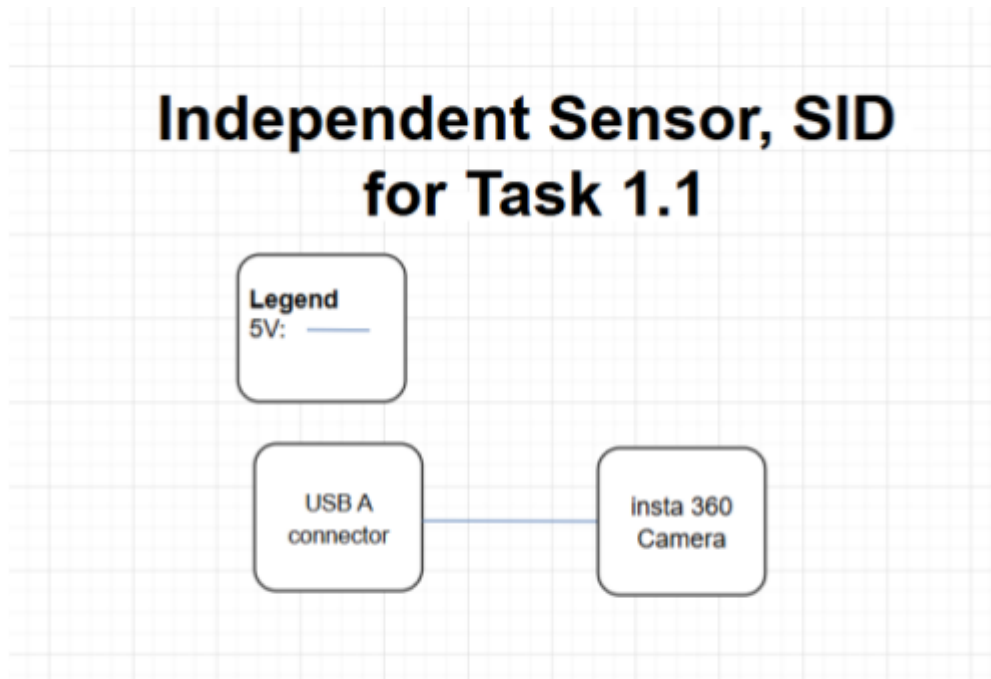 Independent Sensor, SID
for Task 1.1
Legend
5V:
USB A
connector
insta 360
Camera